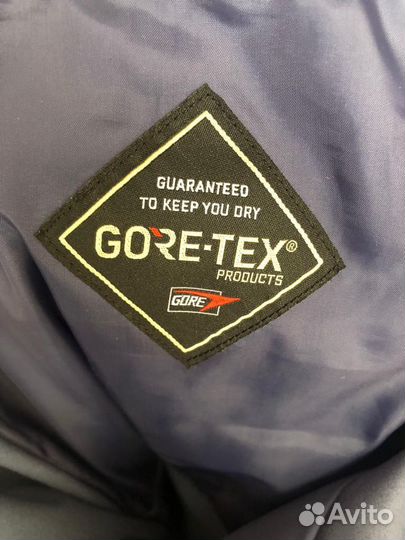 GUARANTEED
TO KEEP YOU DRY
GORE-TEX®
PRODUCTS
GORE
Avito